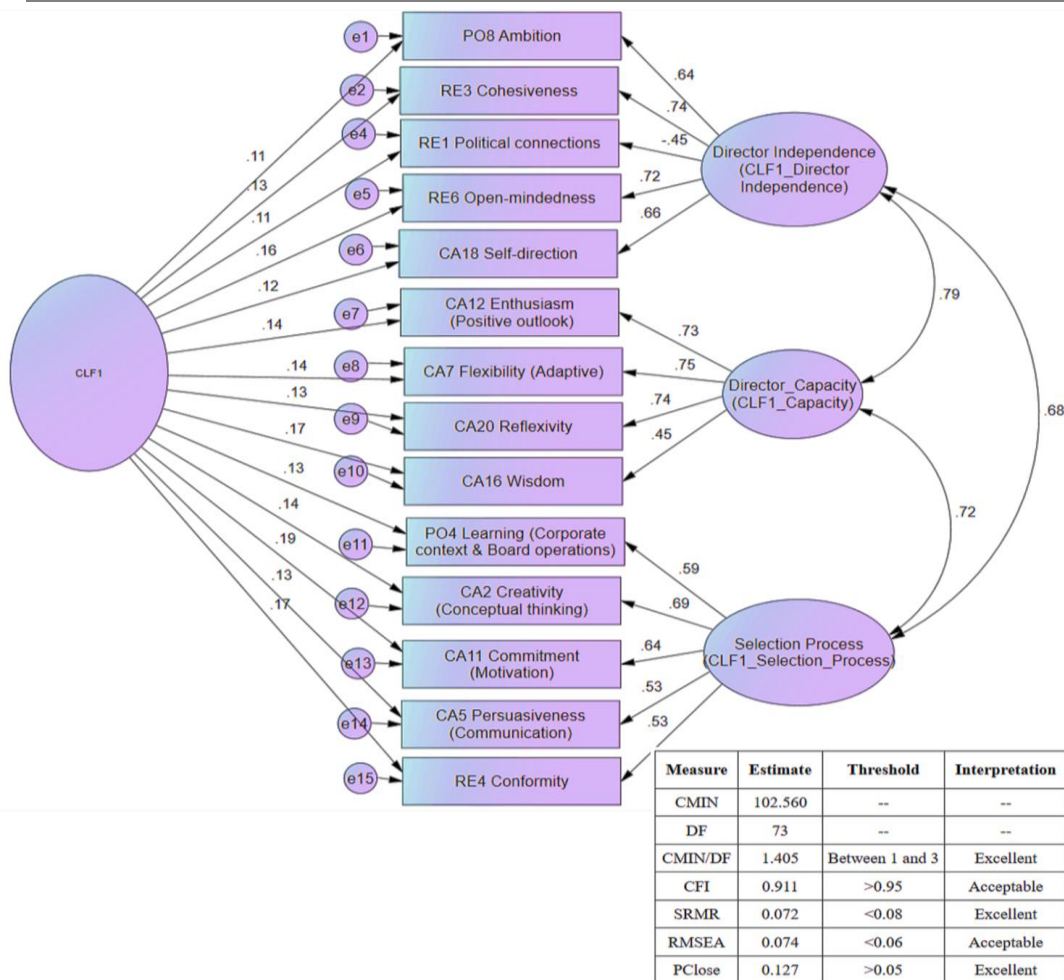 e1
PO8 Ambition
e2
RE3 Cohesiveness
e4
RE1 Political connections
e5
RE6 Open-mindedness
e6
CA18 Self-direction
e7
CA12 Enthusiasm
(Positive outlook)
e8
CA7 Flexibility (Adaptive)
e9
CA20 Reflexivity
e10
CA16 Wisdom
e11
PO4 Learning (Corporate
context & Board operations)
e12
CA2 Creativity
(Conceptual thinking)
e13
CA11 Commitment
(Motivation)
e14
CA5 Persuasiveness
(Communication)
e15
RE4 Conformity
CLF1
.11
.13
.11
.16
.12
.14
.14
.13
.17
.13
.14
.19
.13
.17
.64
.74
-.45
.72
.66
Director Independence
(CLF1_Director
Independence)
.73
.75
.74
.45
Director_Capacity
(CLF1_Capacity)
.59
.69
.64
.53
.53
Selection Process
(CLF1_Selection_Process)
.79
.68
.72
Measure Estimate Threshold Interpretation
CMIN 102.560 -- --
DF 73 -- --
CMIN/DF 1.405 Between 1 and 3 Excellent
CFI 0.911 >0.95 Acceptable
SRMR 0.072 <0.08 Excellent
RMSEA 0.074 <0.06 Acceptable
PClose 0.127 >0.05 Excellent